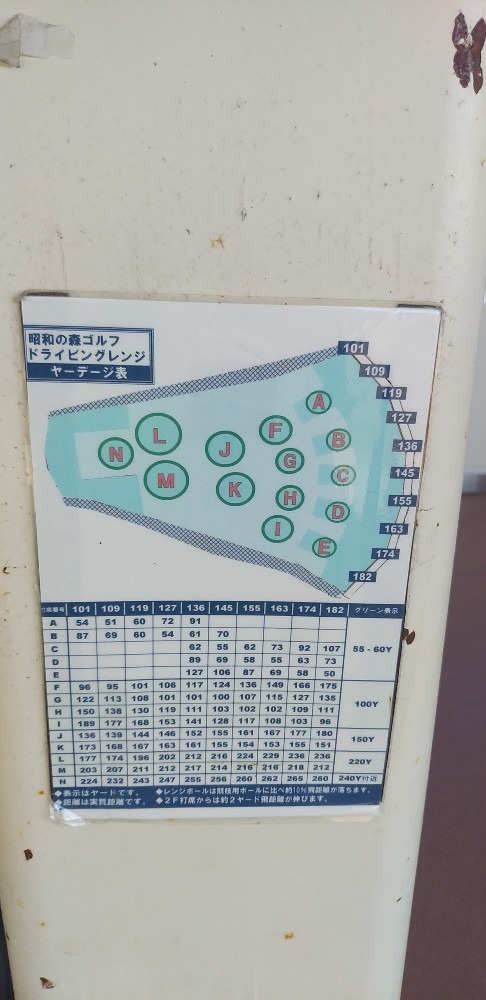 昭和の森ゴルフ
ドライビングレンジ
ヤーデージ表
101
109
119
127
136
145
155
163
174
182
A
B
C
D
E
F
G
H
I
J
K
L
M
N
打席番号 101 109 119 127 136 145 155 163 174 182 グリーン表示
A 54 51 60 72 91
B 87 69 60 54 61 70
C 62 55 62 73 92 107 55-60Y
D 89 69 58 55 63 73
E 127 106 87 69 58 50
F 96 95 101 106 117 124 136 149 166 175
G 122 113 108 101 101 100 107 115 127 135 100Y
H 150 138 130 119 111 103 102 102 109 111
I 189 177 168 153 141 128 117 108 103 96
J 136 139 144 146 152 155 161 167 177 180 150Y
K 173 168 167 163 161 155 154 153 155 151
L 177 174 196 202 212 216 224 229 236 236 220Y
M 203 207 211 212 217 214 216 216 218 212
N 224 232 243 247 255 256 260 262 265 260 240Y付近
◆表示はヤードです。 ◆レンジボールは競技用ボールに比べ約10%飛距離が落ちます。
◆距離は実質距離です。 ◆2F打席からは約2ヤード飛距離が伸びます。